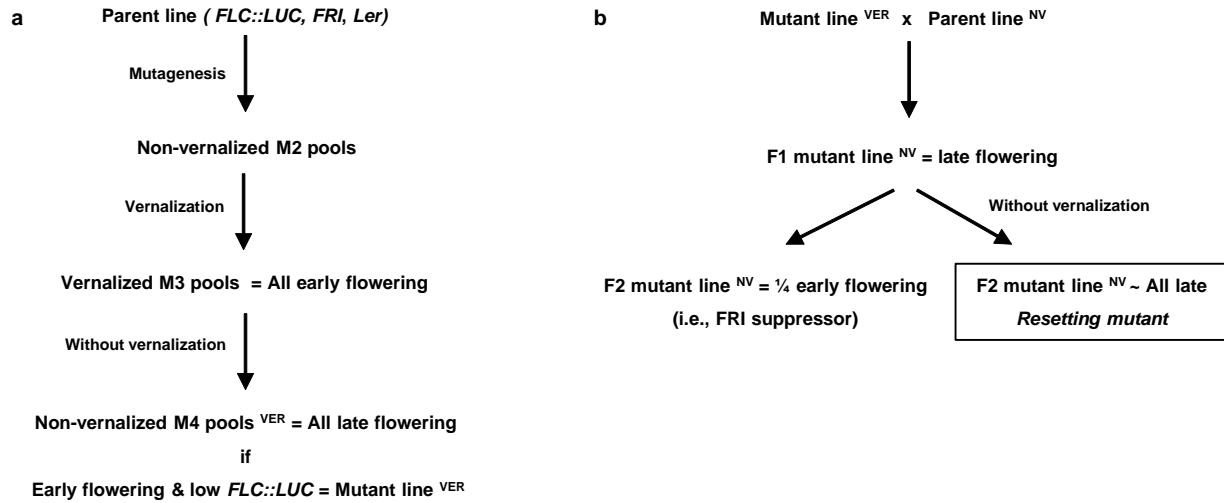 a
Parent line ( FLC::LUC, FRI, Ler)
Mutagenesis
Non-vernalized M2 pools
Vernalization
Vernalized M3 pools = All early flowering
Without vernalization
Non-vernalized M4 pools VER = All late flowering
if
Early flowering & low FLC::LUC = Mutant line VER
b
Mutant line VER x Parent line NV
F1 mutant line NV = late flowering
Without vernalization
F2 mutant line NV = ¼ early flowering
(i.e., FRI suppressor)
F2 mutant line NV ~ All late
Resetting mutant